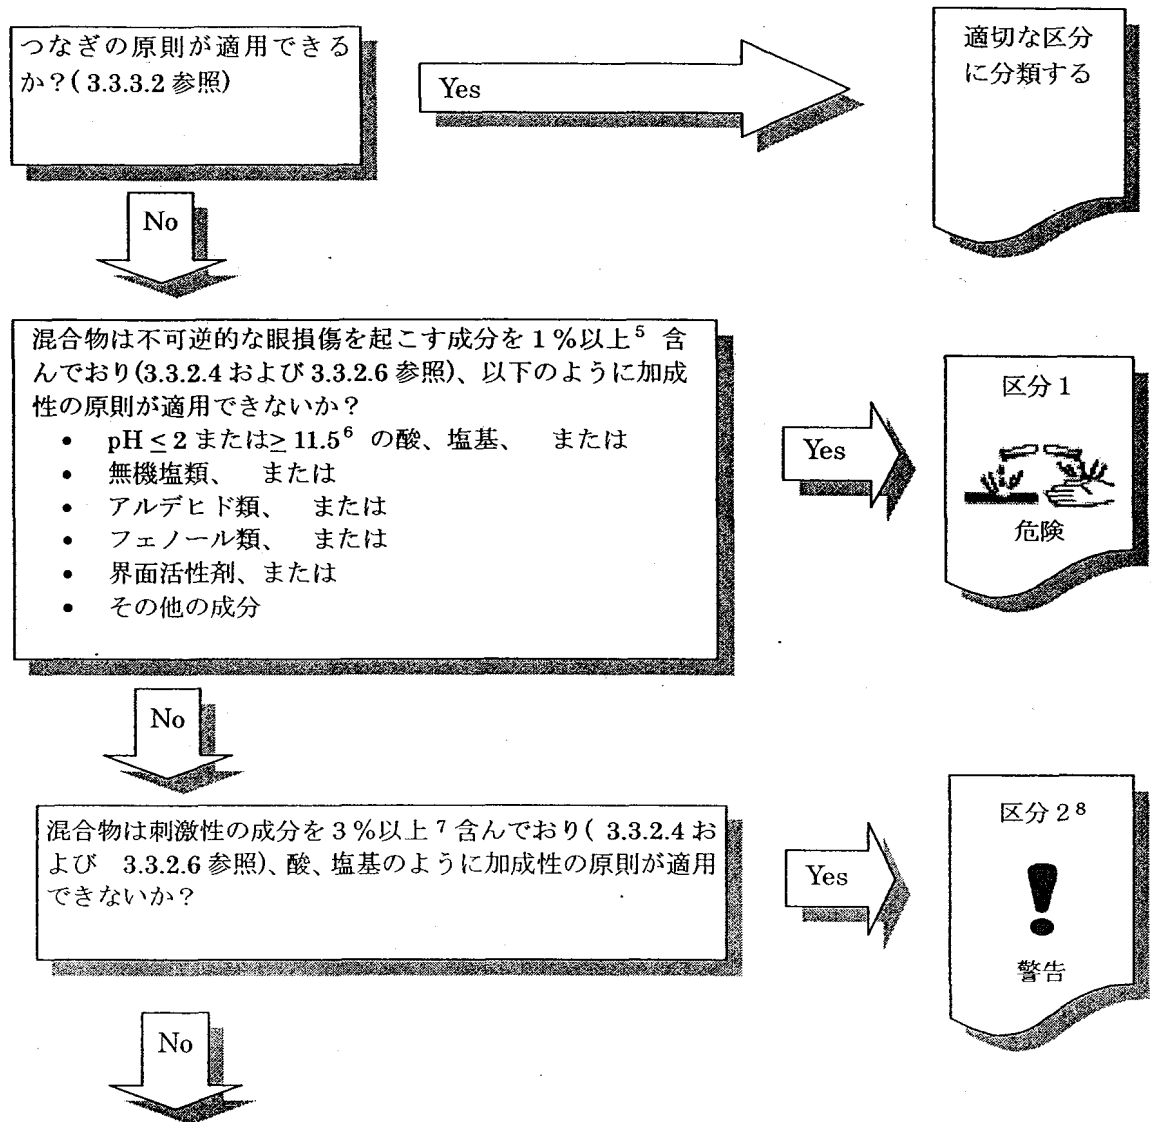 つなぎの原則が適用できる
か？( 3.3.3.2 参照)
Yes
適切な区分
に分類する
No
混合物は不可逆的な眼損傷を起こす成分を 1 %以上⁵ 含
んでおり(3.3.2.4 および 3.3.2.6 参照)、以下のように加成
性の原則が適用できないか？
• pH ≤ 2 または≥ 11.5⁶ の酸、塩基、 または
• 無機塩類、 または
• アルデヒド類、 または
• フェノール類、 または
• 界面活性剤、または
• その他の成分
Yes
区分 1
危険
No
混合物は刺激性の成分を 3 %以上 ⁷ 含んでおり( 3.3.2.4 お
よび 3.3.2.6 参照)、酸、塩基のように加成性の原則が適用
できないか？
Yes
区分 2⁸
警告
No